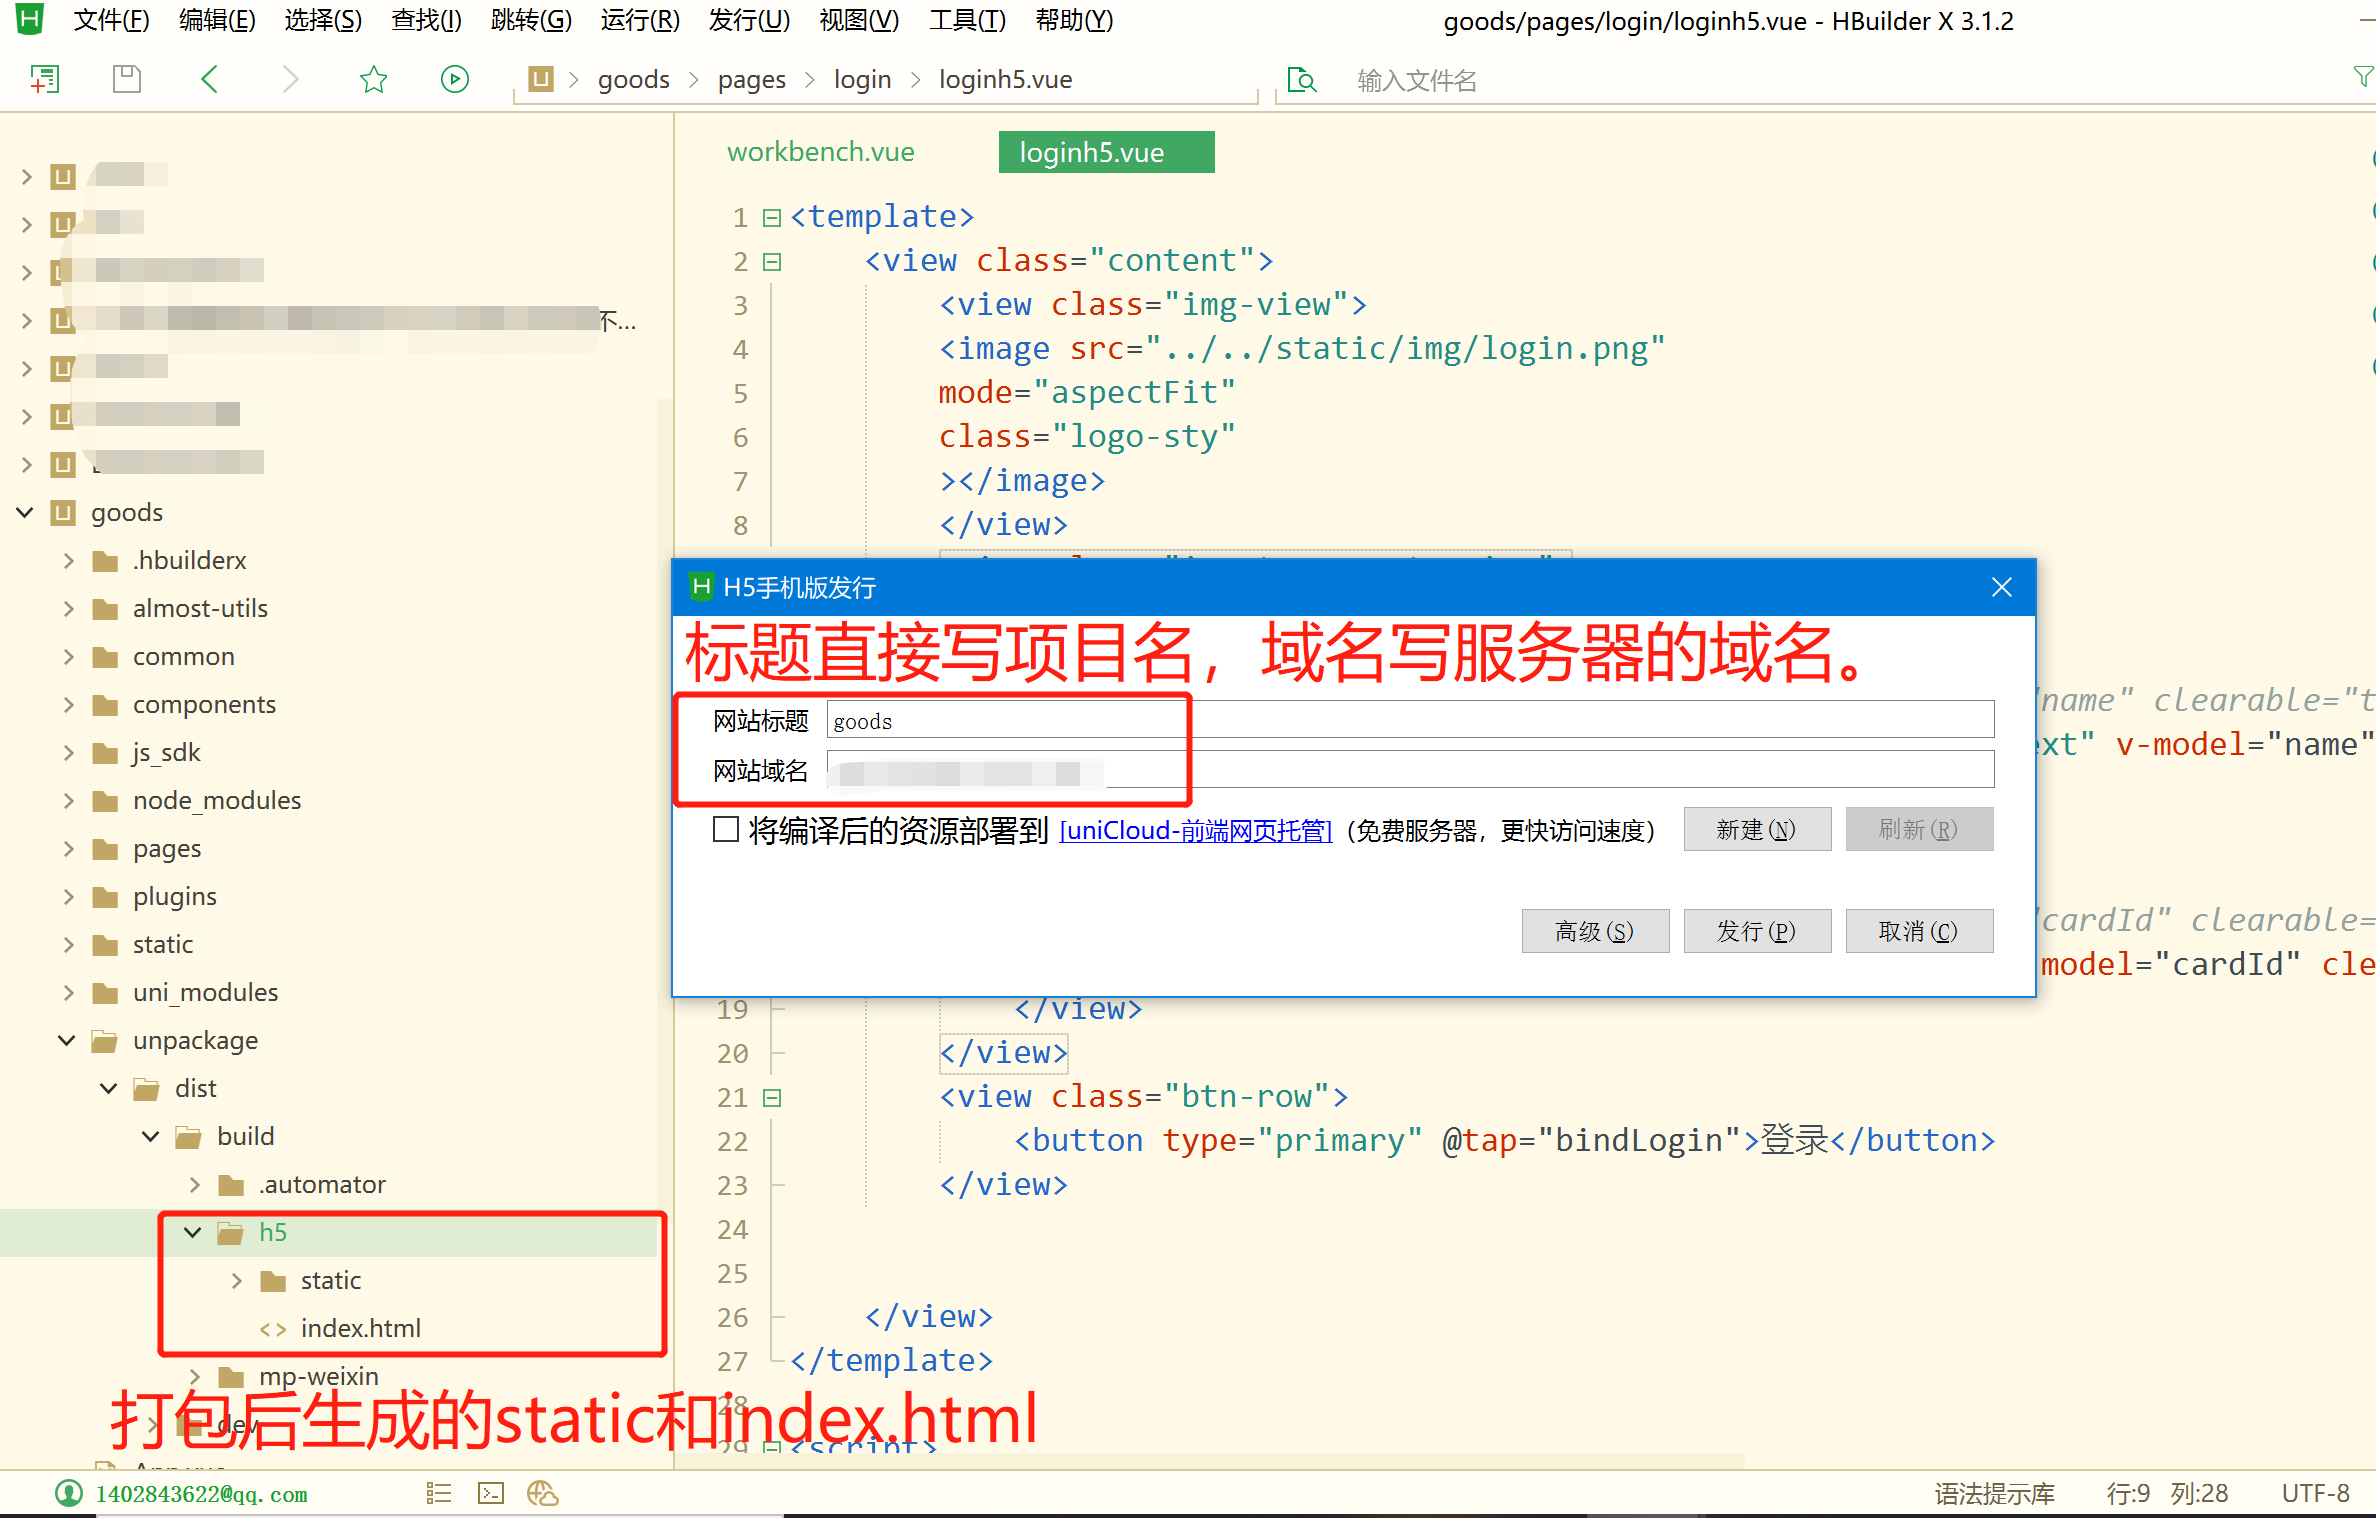 文件(F) 编辑(E) 选择(S) 查找(I) 跳转(G) 运行(R) 发行(U) 视图(V) 工具(T) 帮助(Y) goods/pages/login/loginh5.vue - HBuilder X 3.1.2
goods pages login loginh5.vue 输入文件名
不...
goods
.hbuilderx
almost-utils
common
components
js_sdk
node_modules
pages
plugins
static
uni_modules
unpackage
dist
build
.automator
h5
static
index.html
mp-weixin
dev
App.vue
打包后生成的static和index.html
workbench.vue loginh5.vue
1 <template>
2 <view class="content">
3 <view class="img-view">
4 <image src="../../static/img/login.png"
5 mode="aspectFit"
6 class="logo-sty"
7 ></image>
8 </view>
H5手机版发行
标题直接写项目名，域名写服务器的域名。
网站标题 goods
网站域名
将编译后的资源部署到 [uniCloud-前端网页托管]（免费服务器，更快访问速度） 新建(N) 刷新(R)
高级(S) 发行(P) 取消(C)
name" clearable="t
ext" v-model="name"
cardId" clearable=
model="cardId" cle
19 </view>
20 </view>
21 <view class="btn-row">
22 <button type="primary" @tap="bindLogin">登录</button>
23 </view>
24
25
26 </view>
27 </template>
28
29 <script>
1402843622@qq.com 语法提示库 行:9 列:28 UTF-8